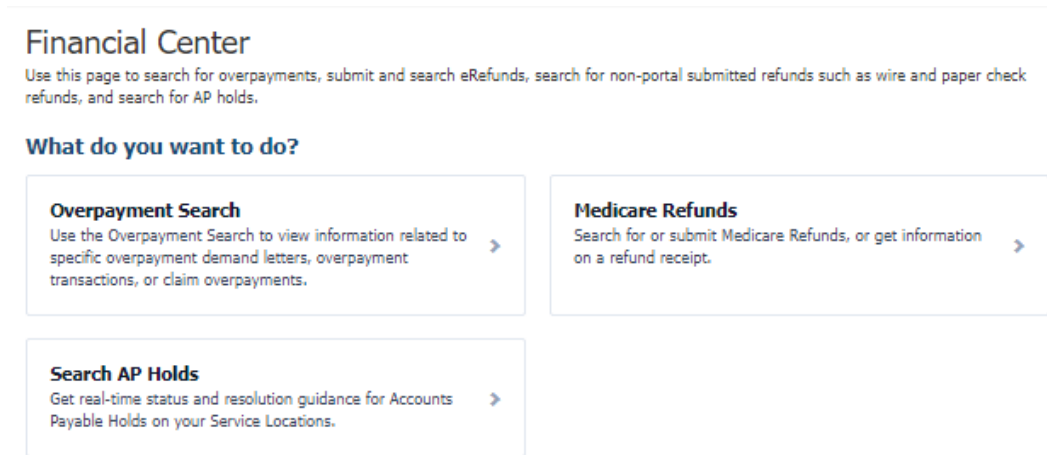 Financial Center
Use this page to search for overpayments, submit and search eRefunds, search for non-portal submitted refunds such as wire and paper check
refunds, and search for AP holds.
What do you want to do?
Overpayment Search
Use the Overpayment Search to view information related to
specific overpayment demand letters, overpayment
transactions, or claim overpayments.
Medicare Refunds
Search for or submit Medicare Refunds, or get information
on a refund receipt.
Search AP Holds
Get real-time status and resolution guidance for Accounts
Payable Holds on your Service Locations.